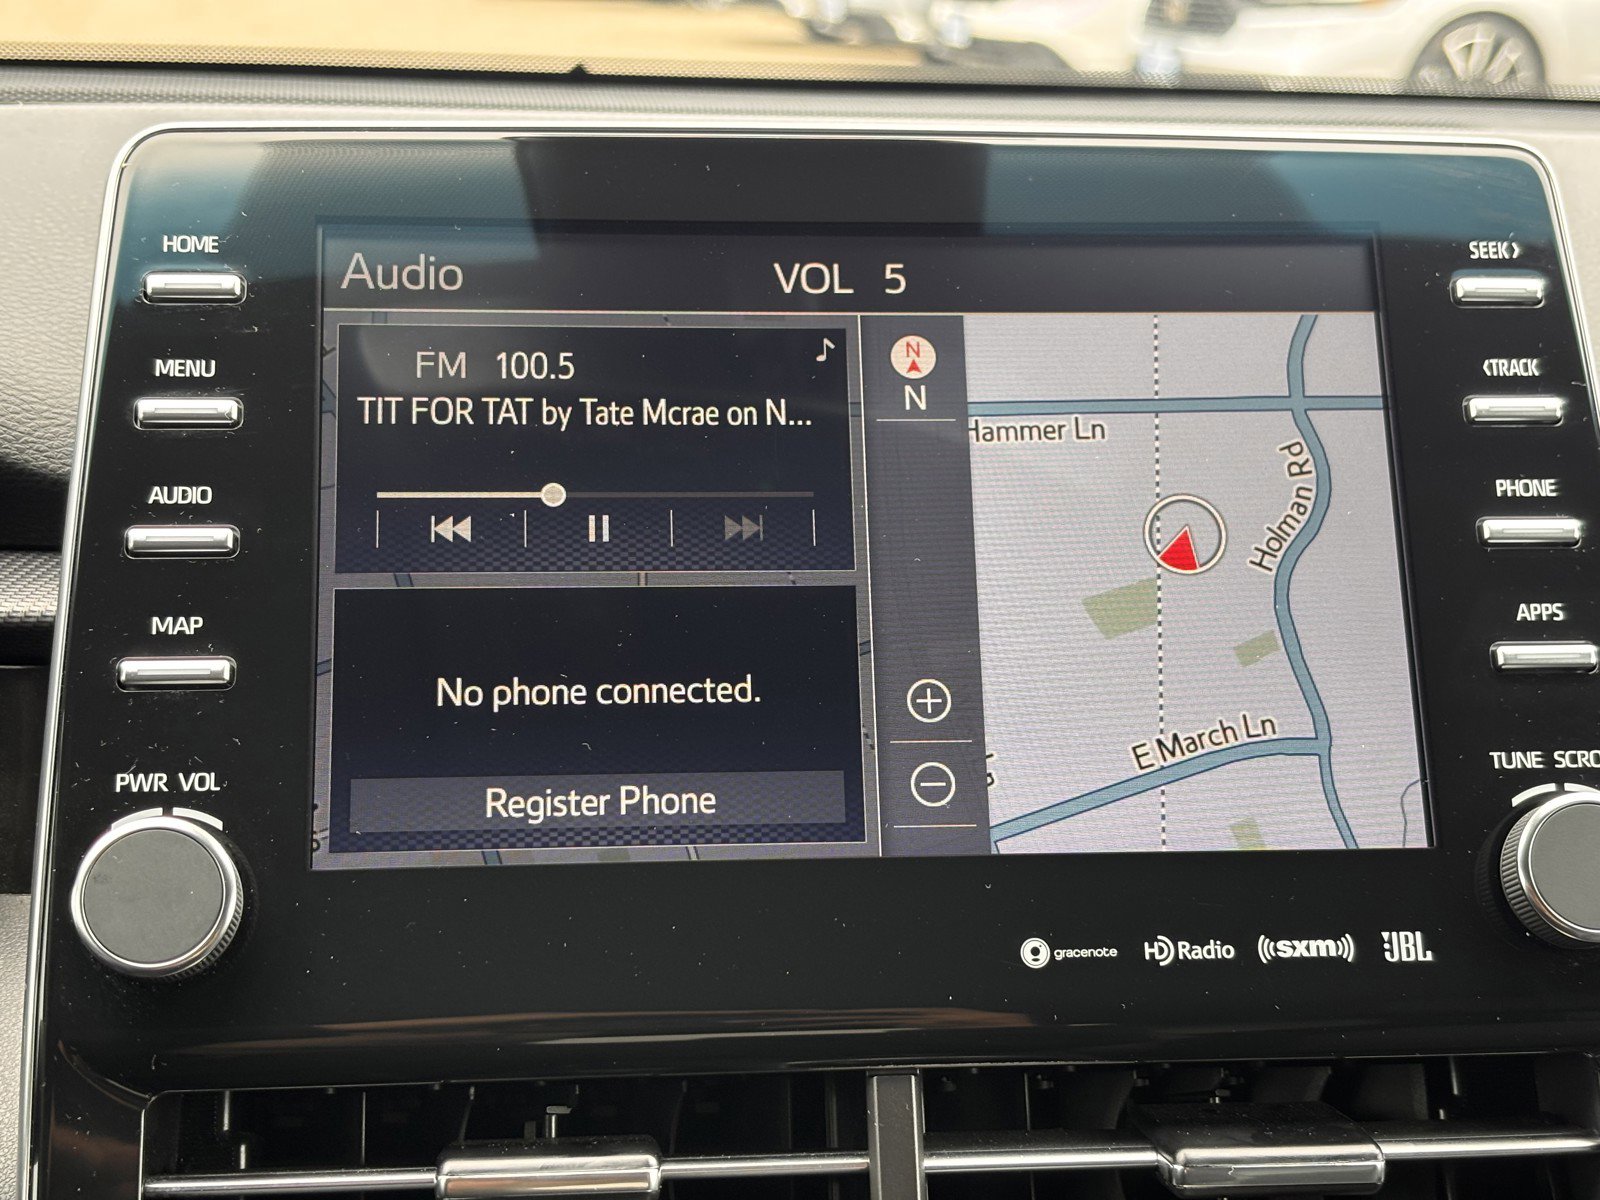 HOME
MENU
AUDIO
MAP
PWR VOL
Audio
VOL 5
FM 100.5
TIT FOR TAT by Tate Mcrae on N...
No phone connected.
Register Phone
N
N
Hammer Ln
Holman Rd
E March Ln
SEEK>
<TRACK
PHONE
APPS
TUNE SCRO
gracenote
HD Radio
((sxm))
JBL